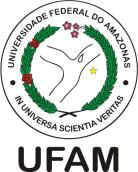 UNIVERSIDADE FEDERAL DO AMAZONAS
IN UNIVERSA SCIENTIA VERITAS
UFAM